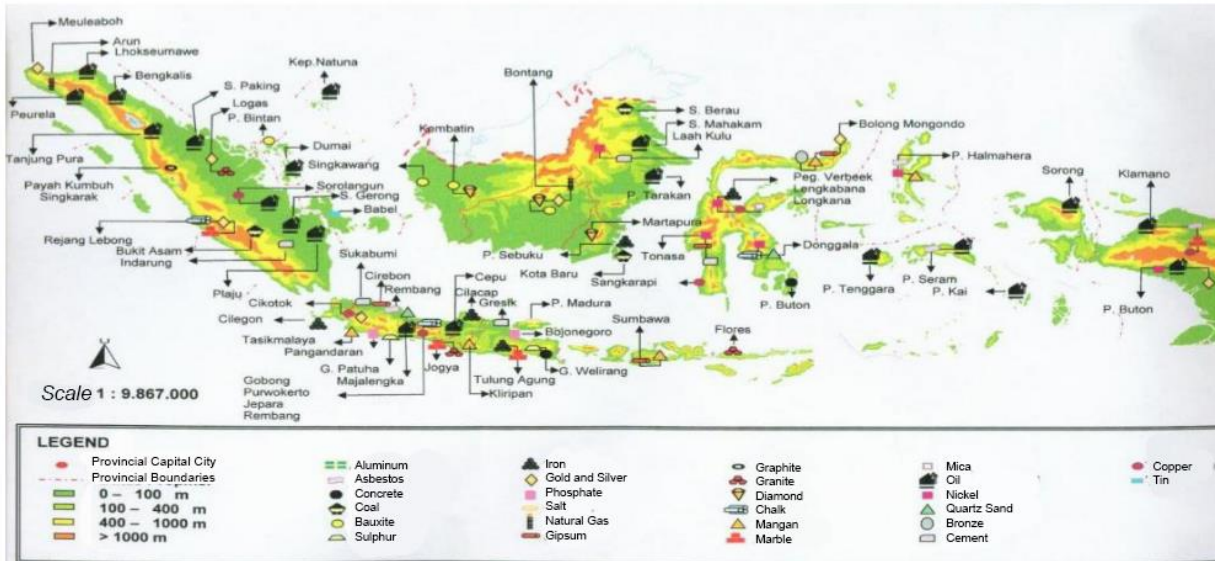 Meuleaboh
Arun
Lhokseumawe
Bengkalis
Kep.Natuna
S. Paking
Logas
P. Bintan
Peurela
Dumai
Singkawang
Tanjung Pura
Payah Kumbuh
Singkarak
Sorolangun
S. Gerong
Babel
Rejang Lebong
Bukit Asam
Indarung
Plaju
Kembatin
Bontang
S. Berau
S. Mahakam
Laah Kulu
P. Tarakan
Martapura
P. Sebuku
Kota Baru
Sangkarapi
Bolong Mongondo
Peg. Verbeek
Lengkabana
Longkana
Tonasa
Donggala
P. Buton
P. Halmahera
Sorong
Klamano
P. Tenggara
P. Seram
P. Kai
P. Buton
Sukabumi
Cirebon
Rembang
Cepu
Cilacap
Gresik
P. Madura
Cikotok
Cilegon
Bojonegoro
Sumbawa
Flores
Tasikmalaya
Pangandaran
G. Patuha
Majalengka
Jogya
Kliripan
Tulung Agung
G. Welirang
Gobong
Purwokerto
Jepara
Rembang
Scale 1 : 9.867.000
LEGEND
Provincial Capital City
Provincial Boundaries
0 – 100 m
100 – 400 m
400 – 1000 m
> 1000 m
Aluminum
Asbestos
Concrete
Coal
Bauxite
Sulphur
Iron
Gold and Silver
Phosphate
Salt
Natural Gas
Gipsum
Graphite
Granite
Diamond
Chalk
Mangan
Marble
Mica
Oil
Nickel
Quartz Sand
Bronze
Cement
Copper
Tin